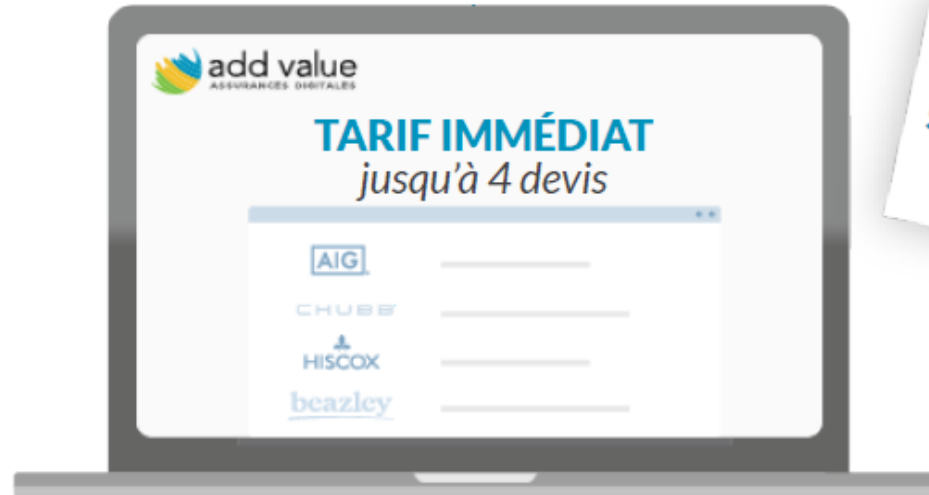 add value
ASSURANCES DIGITALES
TARIF IMMÉDIAT
jusqu'à 4 devis
AIG
CHUBB
HISCOX
beazley